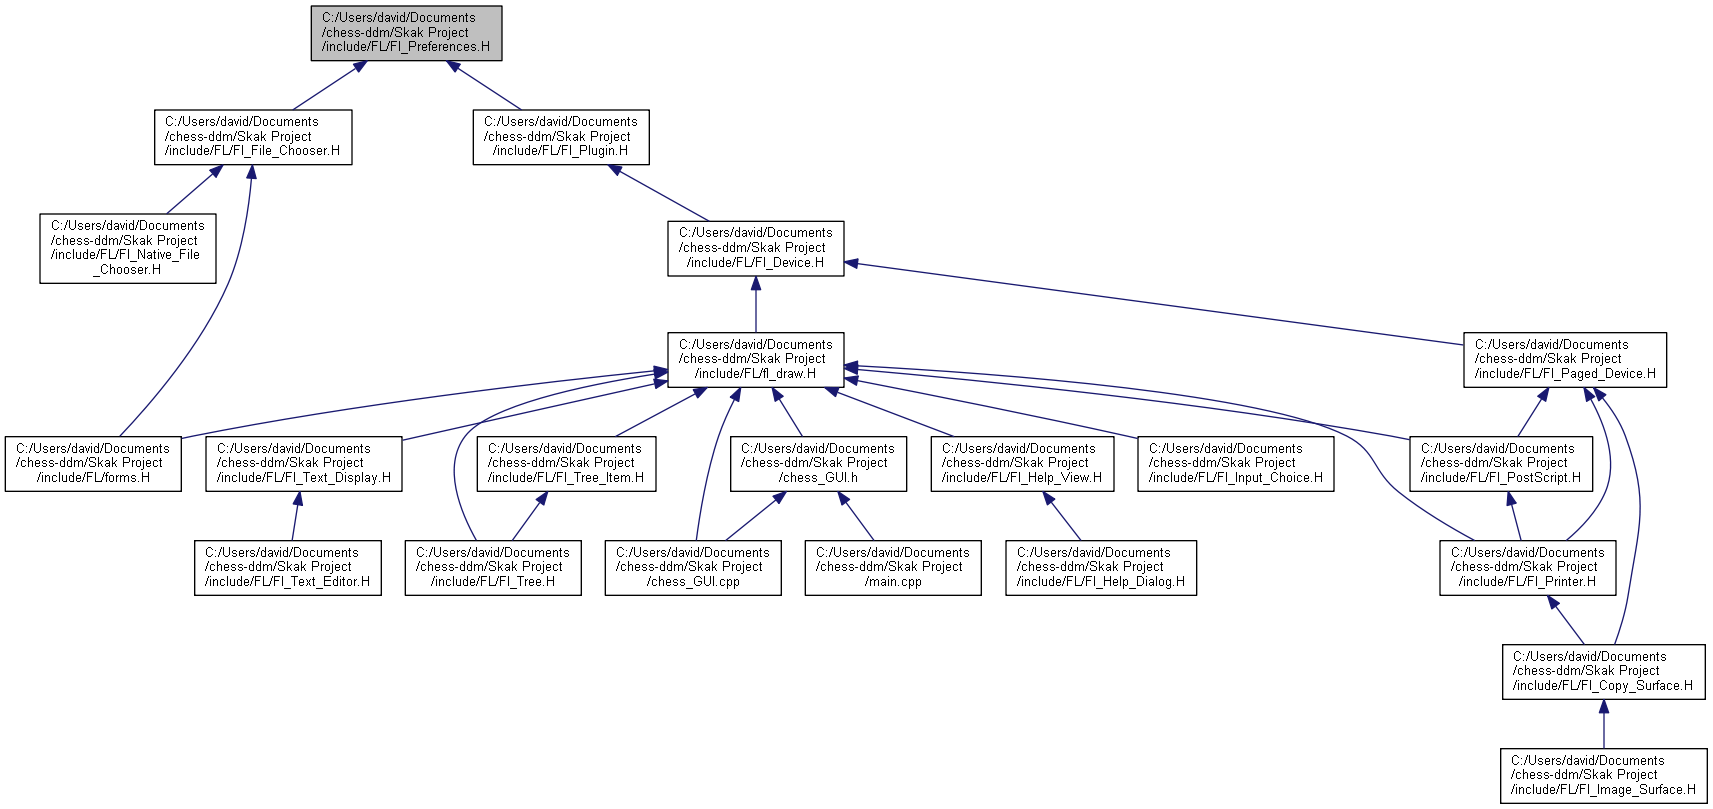 C:/Users/david/Documents
/chess-ddm/Skak Project
/include/FL/Fl_Preferences.H
C:/Users/david/Documents
/chess-ddm/Skak Project
/include/FL/Fl_File_Chooser.H
C:/Users/david/Documents
/chess-ddm/Skak Project
/include/FL/Fl_Plugin.H
C:/Users/david/Documents
/chess-ddm/Skak Project
/include/FL/Fl_Native_File
_Chooser.H
C:/Users/david/Documents
/chess-ddm/Skak Project
/include/FL/Fl_Device.H
C:/Users/david/Documents
/chess-ddm/Skak Project
/include/FL/fl_draw.H
C:/Users/david/Documents
/chess-ddm/Skak Project
/include/FL/Fl_Paged_Device.H
C:/Users/david/Documents
/chess-ddm/Skak Project
/include/FL/forms.H
C:/Users/david/Documents
/chess-ddm/Skak Project
/include/FL/Fl_Text_Display.H
C:/Users/david/Documents
/chess-ddm/Skak Project
/include/FL/Fl_Tree_Item.H
C:/Users/david/Documents
/chess-ddm/Skak Project
/chess_GUI.h
C:/Users/david/Documents
/chess-ddm/Skak Project
/include/FL/Fl_Help_View.H
C:/Users/david/Documents
/chess-ddm/Skak Project
/include/FL/Fl_Input_Choice.H
C:/Users/david/Documents
/chess-ddm/Skak Project
/include/FL/Fl_PostScript.H
C:/Users/david/Documents
/chess-ddm/Skak Project
/include/FL/Fl_Text_Editor.H
C:/Users/david/Documents
/chess-ddm/Skak Project
/include/FL/Fl_Tree.H
C:/Users/david/Documents
/chess-ddm/Skak Project
/chess_GUI.cpp
C:/Users/david/Documents
/chess-ddm/Skak Project
/main.cpp
C:/Users/david/Documents
/chess-ddm/Skak Project
/include/FL/Fl_Help_Dialog.H
C:/Users/david/Documents
/chess-ddm/Skak Project
/include/FL/Fl_Printer.H
C:/Users/david/Documents
/chess-ddm/Skak Project
/include/FL/Fl_Copy_Surface.H
C:/Users/david/Documents
/chess-ddm/Skak Project
/include/FL/Fl_Image_Surface.H